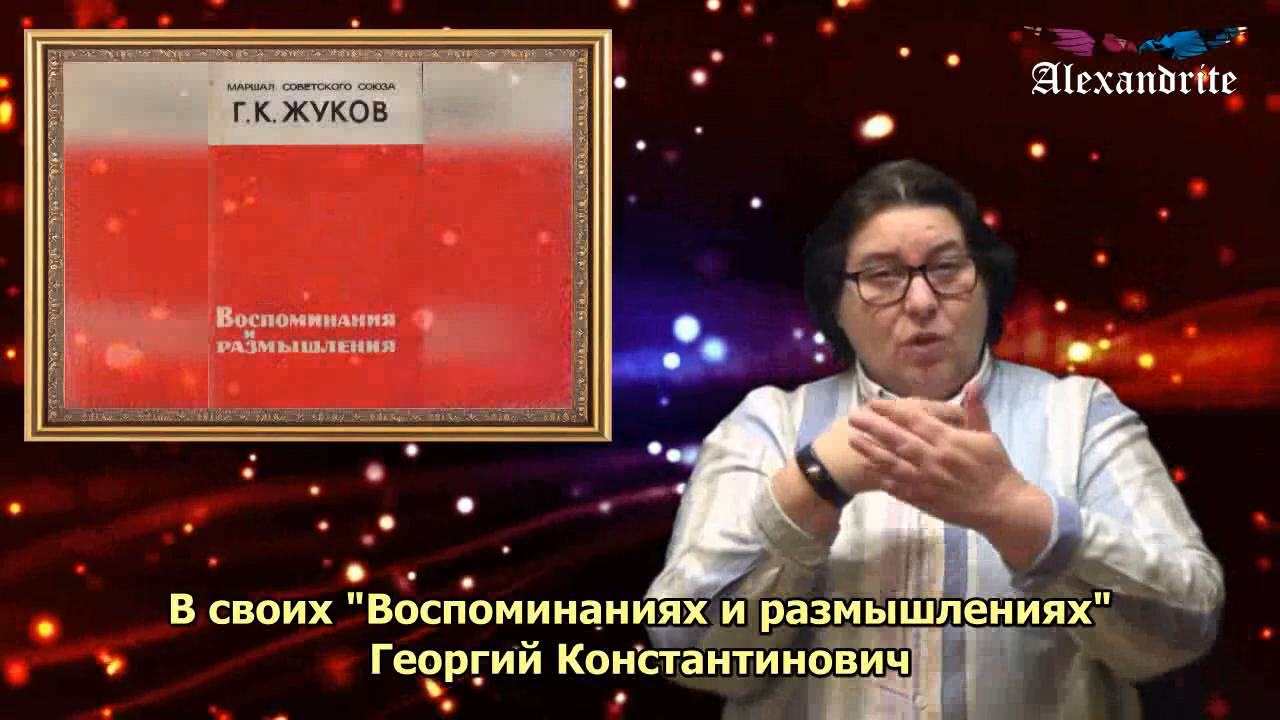 МАРШАЛ СОВЕТСКОГО СОЮЗА
Г.К.ЖУКОВ
ВОСПОМИНАНИЯ
И
РАЗМЫШЛЕНИЯ
Alexandrite
В своих "Воспоминаниях и размышлениях"
Георгий Константинович